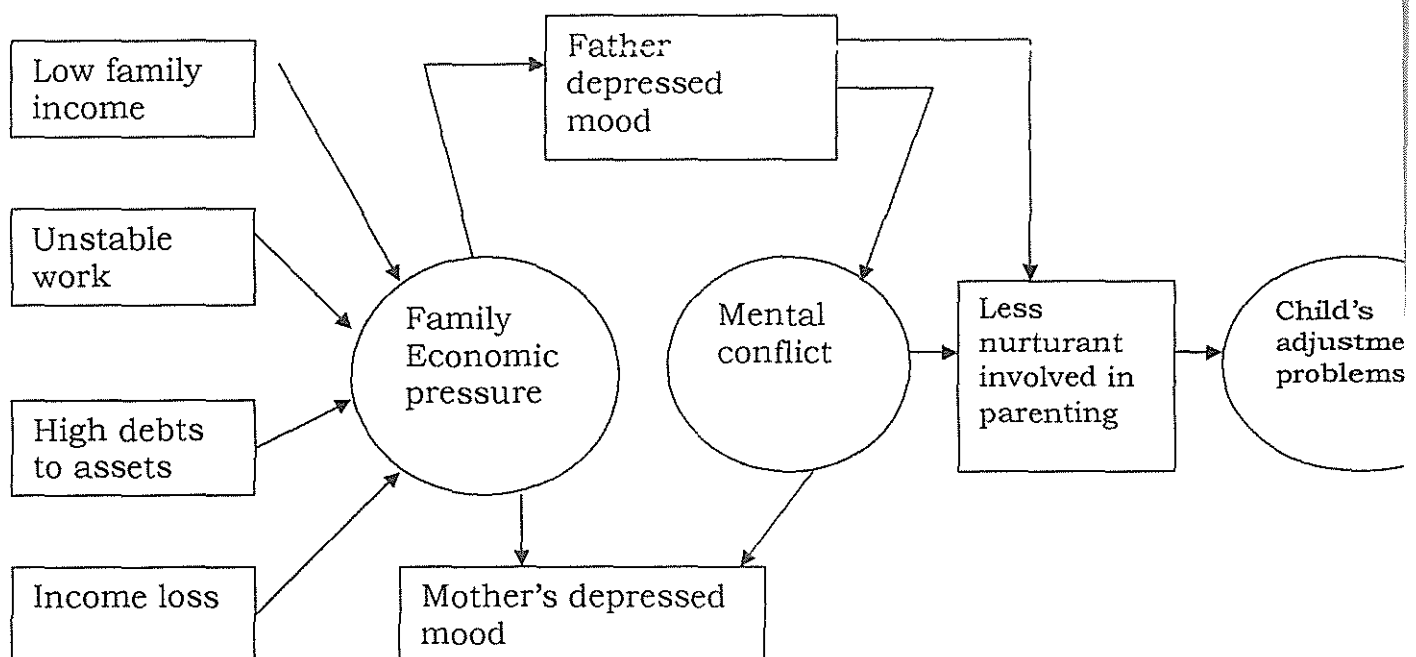 Low family
income
Unstable
work
High debts
to assets
Income loss
Father
depressed
mood
Family
Economic
pressure
Mental
conflict
Mother's depressed
mood
Less
nurturant
involved in
parenting
Child's
adjustme
problems